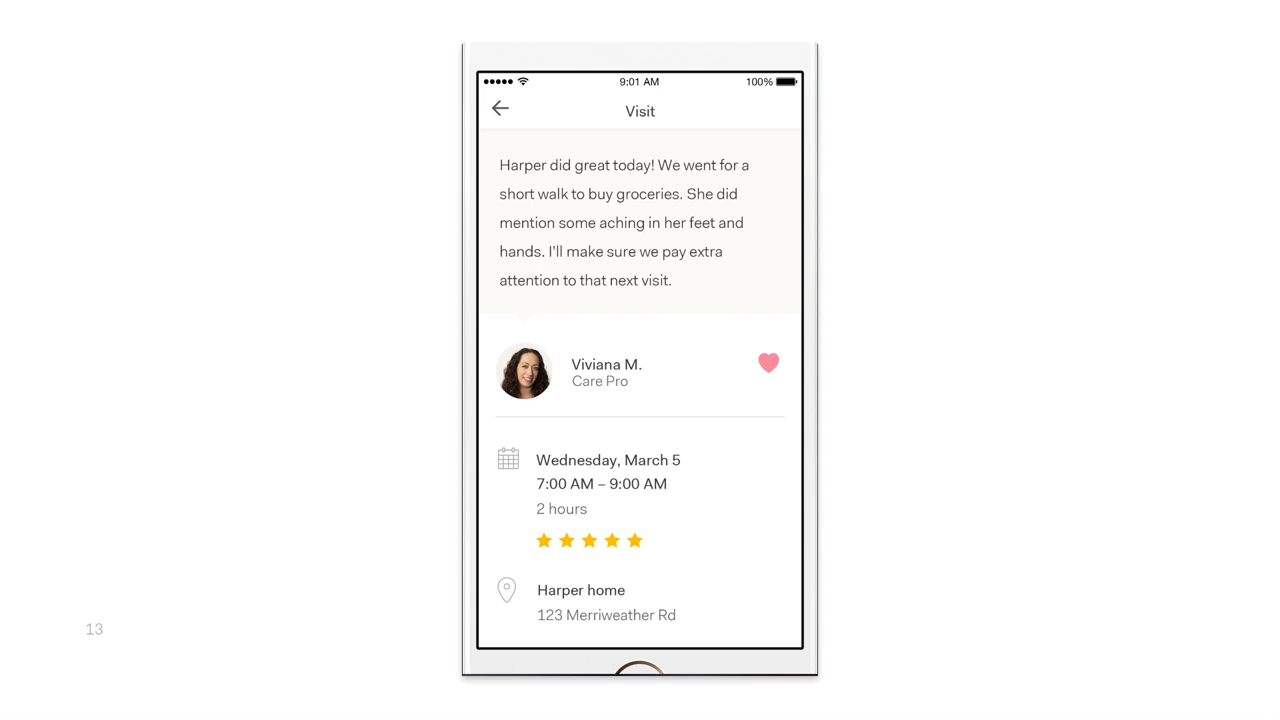 9:01 AM
100%
Visit
Harper did great today! We went for a
short walk to buy groceries. She did
mention some aching in her feet and
hands. I'll make sure we pay extra
attention to that next visit.
Viviana M.
Care Pro
Wednesday, March 5
7:00 AM – 9:00 AM
2 hours
Harper home
123 Merriweather Rd
13